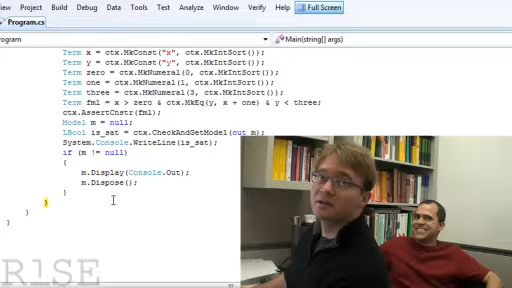 iew Project Build Debug Data Tools Test Analyze Window Verify Help Full Screen
Program.cs
rogram Main(string[] args)
Term x = ctx.MkConst("x", ctx.MkIntSort());
Term y = ctx.MkConst("y", ctx.MkIntSort());
Term zero = ctx.MkNumeral(0, ctx.MkIntSort());
Term one = ctx.MkNumeral(1, ctx.MkIntSort());
Term three = ctx.MkNumeral(3, ctx.MkIntSort());
Term fml = x > zero & ctx.MkEq(y, x + one) & y < three;
ctx.AssertCnstr(fml);
Model m = null;
LBool is_sat = ctx.CheckAndGetModel(out m);
System.Console.WriteLine(is_sat);
if (m != null)
{
m.Display(Console.Out);
m.Dispose();
}
}
}
}
R1SE